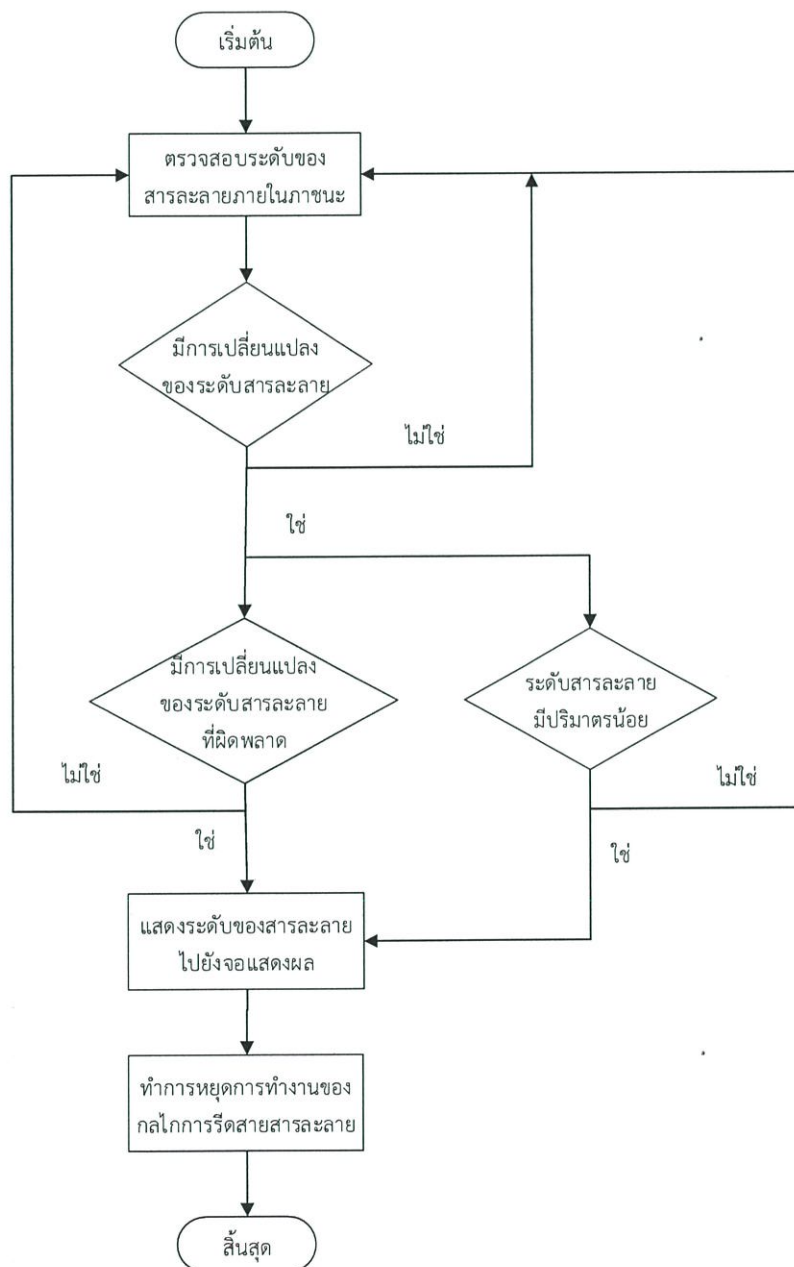 เริ่มต้น
ตรวจสอบระดับของ
สารละลายภายในภาชนะ
มีการเปลี่ยนแปลง
ของระดับสารละลาย
ไม่ใช่
ใช่
มีการเปลี่ยนแปลง
ของระดับสารละลาย
ที่ผิดพลาด
ระดับสารละลาย
มีปริมาตรน้อย
ไม่ใช่
ไม่ใช่
ใช่
ใช่
แสดงระดับของสารละลาย
ไปยังจอแสดงผล
ทำการหยุดการทำงานของ
กลไกการรีดสายสารละลาย
สิ้นสุด